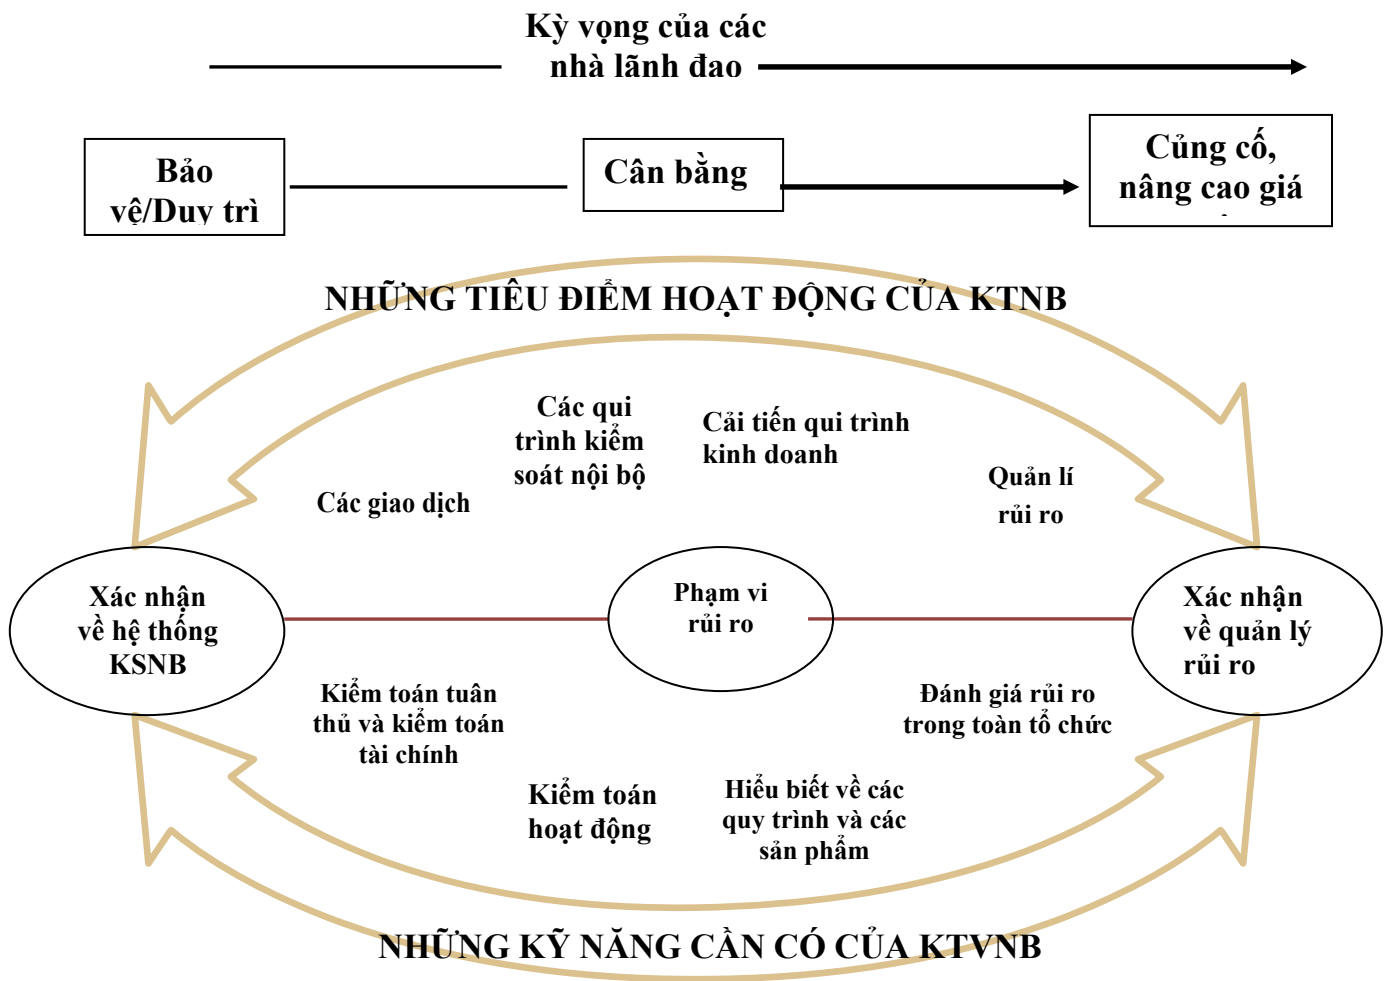 Kỳ vọng của các
nhà lãnh đao
Bảo
vệ/Duy trì
Cân bằng
Củng cố,
nâng cao giá
NHỮNG TIÊU ĐIỂM HOẠT ĐỘNG CỦA KTNB
Các giao dịch
Các qui
trình kiểm
soát nội bộ
Cải tiến qui trình
kinh doanh
Quản lí
rủi ro
Xác nhận
về hệ thống
KSNB
Phạm vi
rủi ro
Xác nhận
về quản lý
rủi ro
Kiểm toán tuân
thủ và kiểm toán
tài chính
Kiểm toán
hoạt động
Hiểu biết về các
quy trình và các
sản phẩm
Đánh giá rủi ro
trong toàn tổ chức
NHỮNG KỸ NĂNG CẦN CÓ CỦA KTVNB